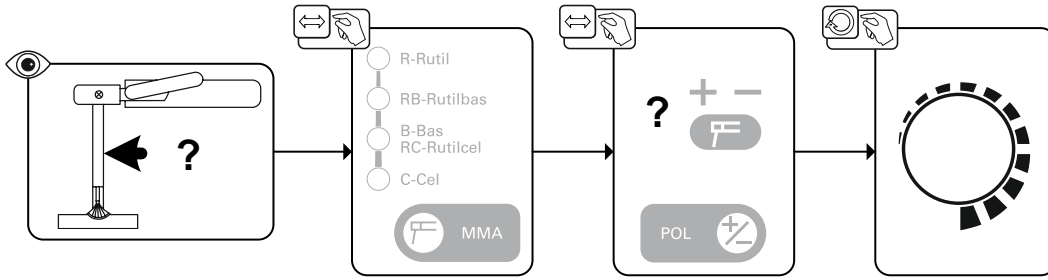 ?
R-Rutil
RB-Rutilbas
B-Bas
RC-Rutilcel
C-Cel
MMA
?
+ −
POL
+/−